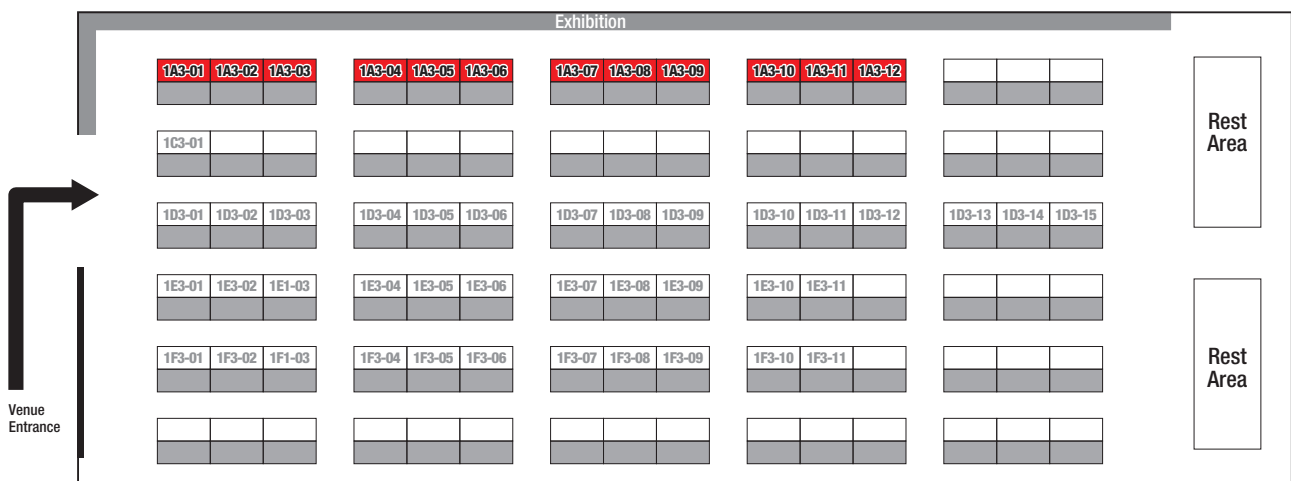 Exhibition
1A3-01 1A3-02 1A3-03 1A3-04 1A3-05 1A3-06 1A3-07 1A3-08 1A3-09 1A3-10 1A3-11 1A3-12
Rest
Area
1C3-01
1D3-01 1D3-02 1D3-03 1D3-04 1D3-05 1D3-06 1D3-07 1D3-08 1D3-09 1D3-10 1D3-11 1D3-12 1D3-13 1D3-14 1D3-15
1E3-01 1E3-02 1E1-03 1E3-04 1E3-05 1E3-06 1E3-07 1E3-08 1E3-09 1E3-10 1E3-11
1F3-01 1F3-02 1F1-03 1F3-04 1F3-05 1F3-06 1F3-07 1F3-08 1F3-09 1F3-10 1F3-11
Rest
Area
Venue
Entrance